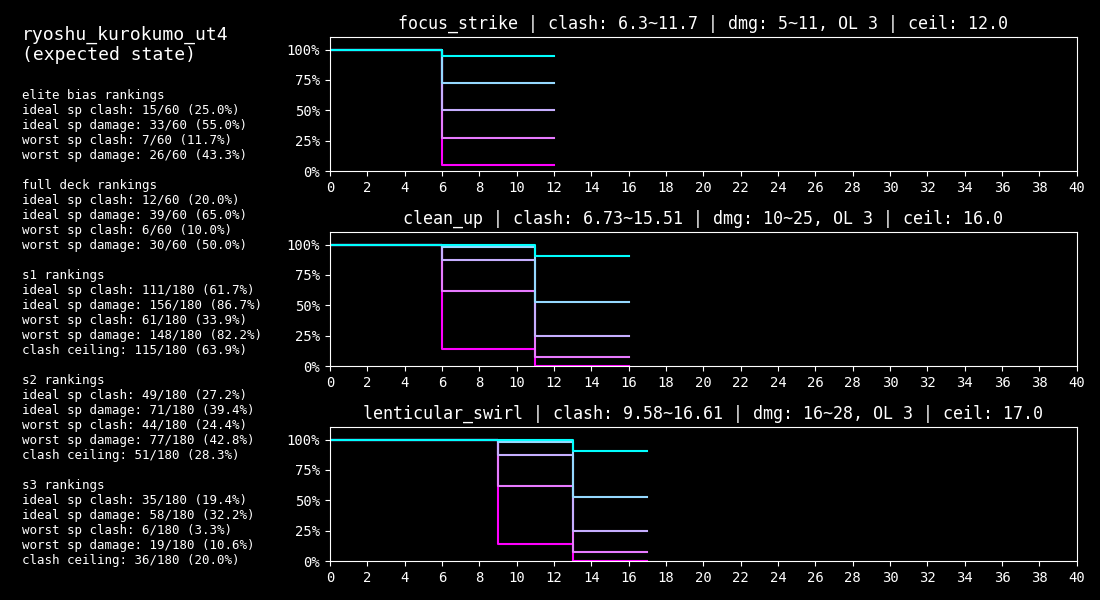 ryoshu_kurokumo_ut4
(expected state)
elite bias rankings
ideal sp clash: 15/60 (25.0%)
ideal sp damage: 33/60 (55.0%)
worst sp clash: 7/60 (11.7%)
worst sp damage: 26/60 (43.3%)
full deck rankings
ideal sp clash: 12/60 (20.0%)
ideal sp damage: 39/60 (65.0%)
worst sp clash: 6/60 (10.0%)
worst sp damage: 30/60 (50.0%)
s1 rankings
ideal sp clash: 111/180 (61.7%)
ideal sp damage: 156/180 (86.7%)
worst sp clash: 61/180 (33.9%)
worst sp damage: 148/180 (82.2%)
clash ceiling: 115/180 (63.9%)
s2 rankings
ideal sp clash: 49/180 (27.2%)
ideal sp damage: 71/180 (39.4%)
worst sp clash: 44/180 (24.4%)
worst sp damage: 77/180 (42.8%)
clash ceiling: 51/180 (28.3%)
s3 rankings
ideal sp clash: 35/180 (19.4%)
ideal sp damage: 58/180 (32.2%)
worst sp clash: 6/180 (3.3%)
worst sp damage: 19/180 (10.6%)
clash ceiling: 36/180 (20.0%)
focus_strike | clash: 6.3~11.7 | dmg: 5~11, OL 3 | ceil: 12.0
100%
75%
50%
25%
0%
0 2 4 6 8 10 12 14 16 18 20 22 24 26 28 30 32 34 36 38 40
clean_up | clash: 6.73~15.51 | dmg: 10~25, OL 3 | ceil: 16.0
100%
75%
50%
25%
0%
0 2 4 6 8 10 12 14 16 18 20 22 24 26 28 30 32 34 36 38 40
lenticular_swirl | clash: 9.58~16.61 | dmg: 16~28, OL 3 | ceil: 17.0
100%
75%
50%
25%
0%
0 2 4 6 8 10 12 14 16 18 20 22 24 26 28 30 32 34 36 38 40